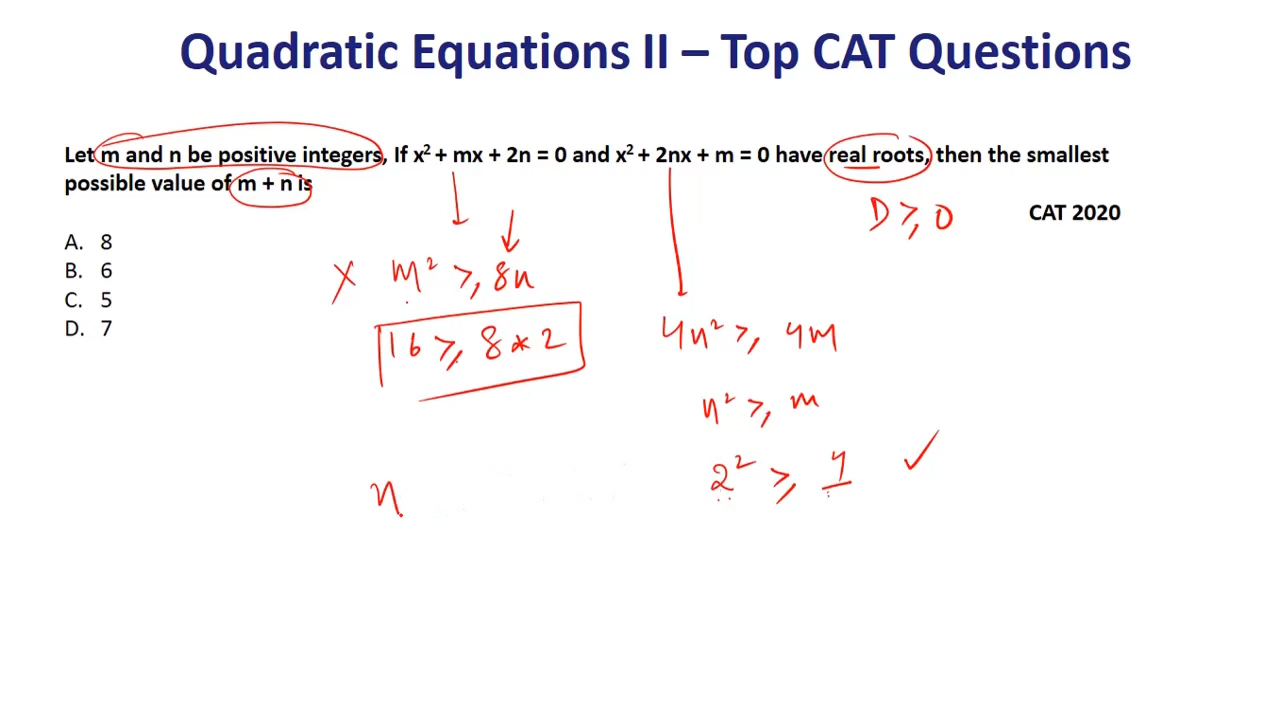 Quadratic Equations II – Top CAT Questions
Let m and n be positive integers, If x² + mx + 2n = 0 and x² + 2nx + m = 0 have real roots, then the smallest
possible value of m + n is
CAT 2020
D ≥ 0
A. 8
B. 6
C. 5
D. 7
X m² ≥ 8n
16 ≥ 8 * 2
4n² ≥ 4m
n² ≥ m
2² ≥ 4 ✓
n